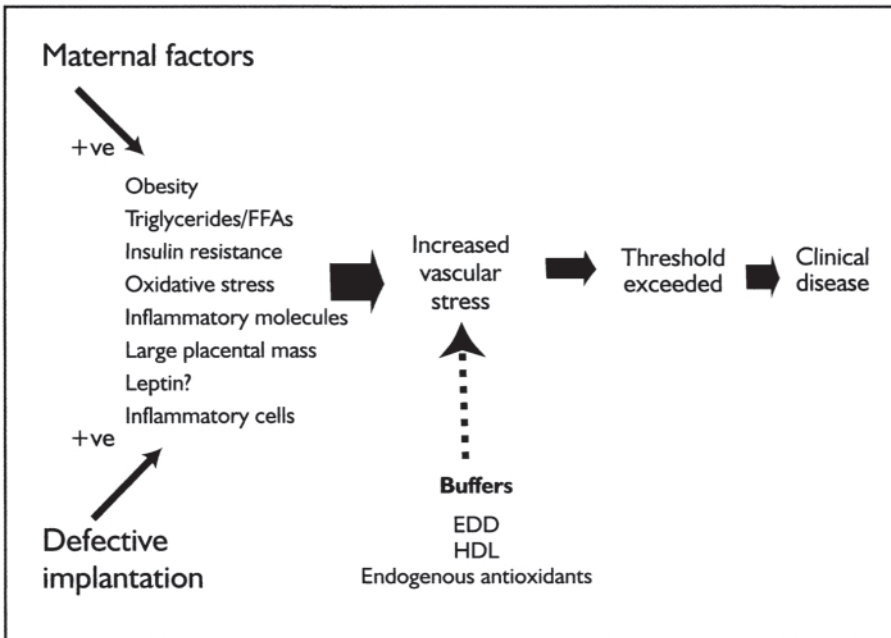 Maternal factors
+ve
Obesity
Triglycerides/FFAs
Insulin resistance
Oxidative stress
Inflammatory molecules
Large placental mass
Leptin?
Inflammatory cells
+ve
Defective
implantation
Increased
vascular
stress
Threshold
exceeded
Clinical
disease
Buffers
EDD
HDL
Endogenous antioxidants